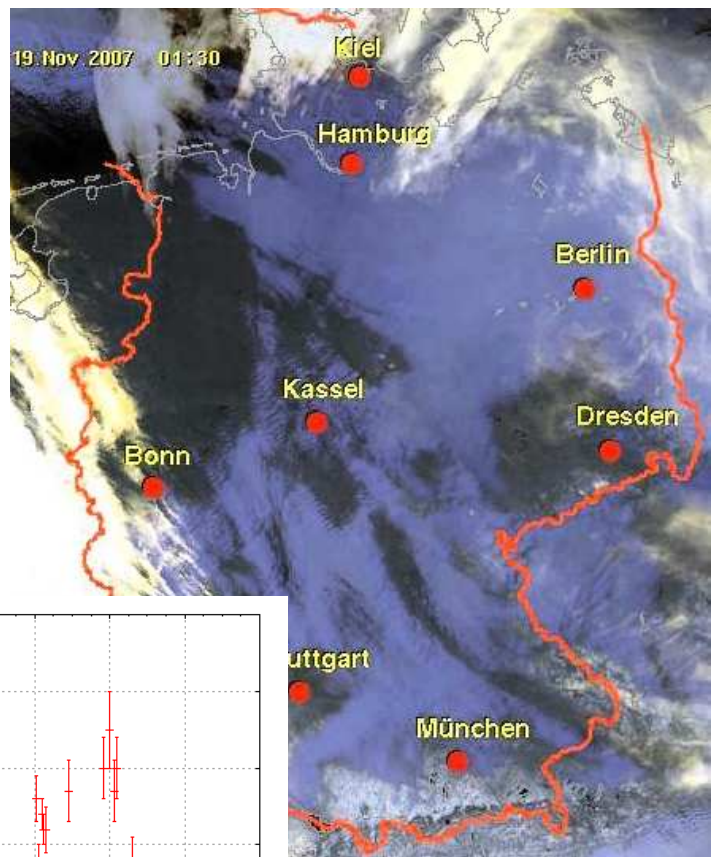 Kiel
19.Nov 2007 01:30
Hamburg
Berlin
Kassel
Dresden
Bonn
uttgart
München